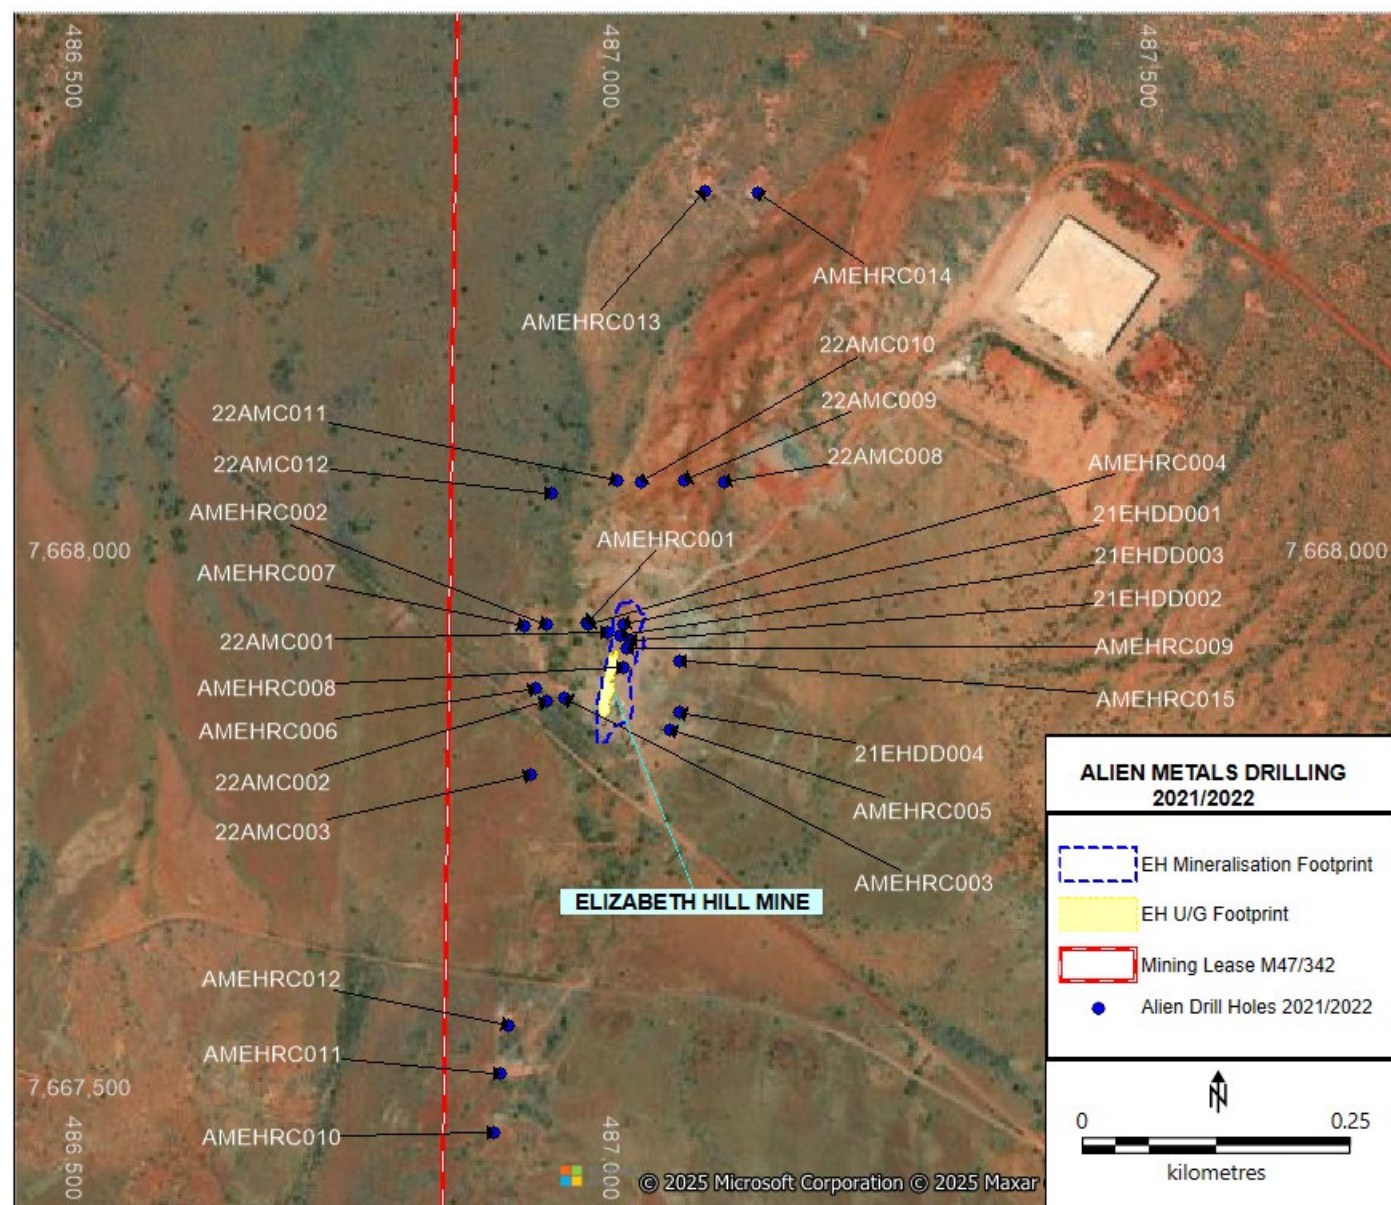 486,500
487,000
487,500
AMEHRC014
AMEHRC013
22AMC010
22AMC009
22AMC011
22AMC012
22AMC008
AMEHRC004
AMEHRC002
21EHDD001
AMEHRC001
7,668,000
7,668,000
21EHDD003
AMEHRC007
21EHDD002
22AMC001
AMEHRC009
AMEHRC008
AMEHRC015
AMEHRC006
21EHDD004
22AMC002
AMEHRC005
22AMC003
AMEHRC003
ELIZABETH HILL MINE
ALIEN METALS DRILLING
2021/2022
EH Mineralisation Footprint
EH U/G Footprint
Mining Lease M47/342
Alien Drill Holes 2021/2022
AMEHRC012
AMEHRC011
7,667,500
AMEHRC010
486,500
487,000
N
0 0.25
kilometres
© 2025 Microsoft Corporation © 2025 Maxar